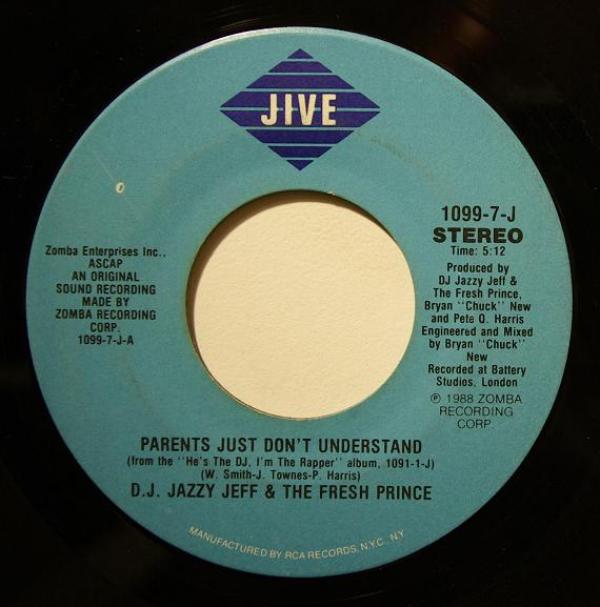 JIVE
Zomba Enterprises Inc.,
ASCAP
AN ORIGINAL
SOUND RECORDING
MADE BY
ZOMBA RECORDING
CORP.
1099-7-J-A
1099-7-J
STEREO
Time: 5:12
Produced by
DJ Jazzy Jeff &
The Fresh Prince,
Bryan "Chuck" New
and Pete Q. Harris
Engineered and Mixed
by Bryan "Chuck"
New
Recorded at Battery
Studios, London
℗ 1988 ZOMBA
RECORDING
CORP.
PARENTS JUST DON'T UNDERSTAND
(from the "He's The DJ, I'm The Rapper" album, 1091-1-J)
(W. Smith-J. Townes-P. Harris)
D.J. JAZZY JEFF & THE FRESH PRINCE
MANUFACTURED BY RCA RECORDS, N.Y.C., N.Y.